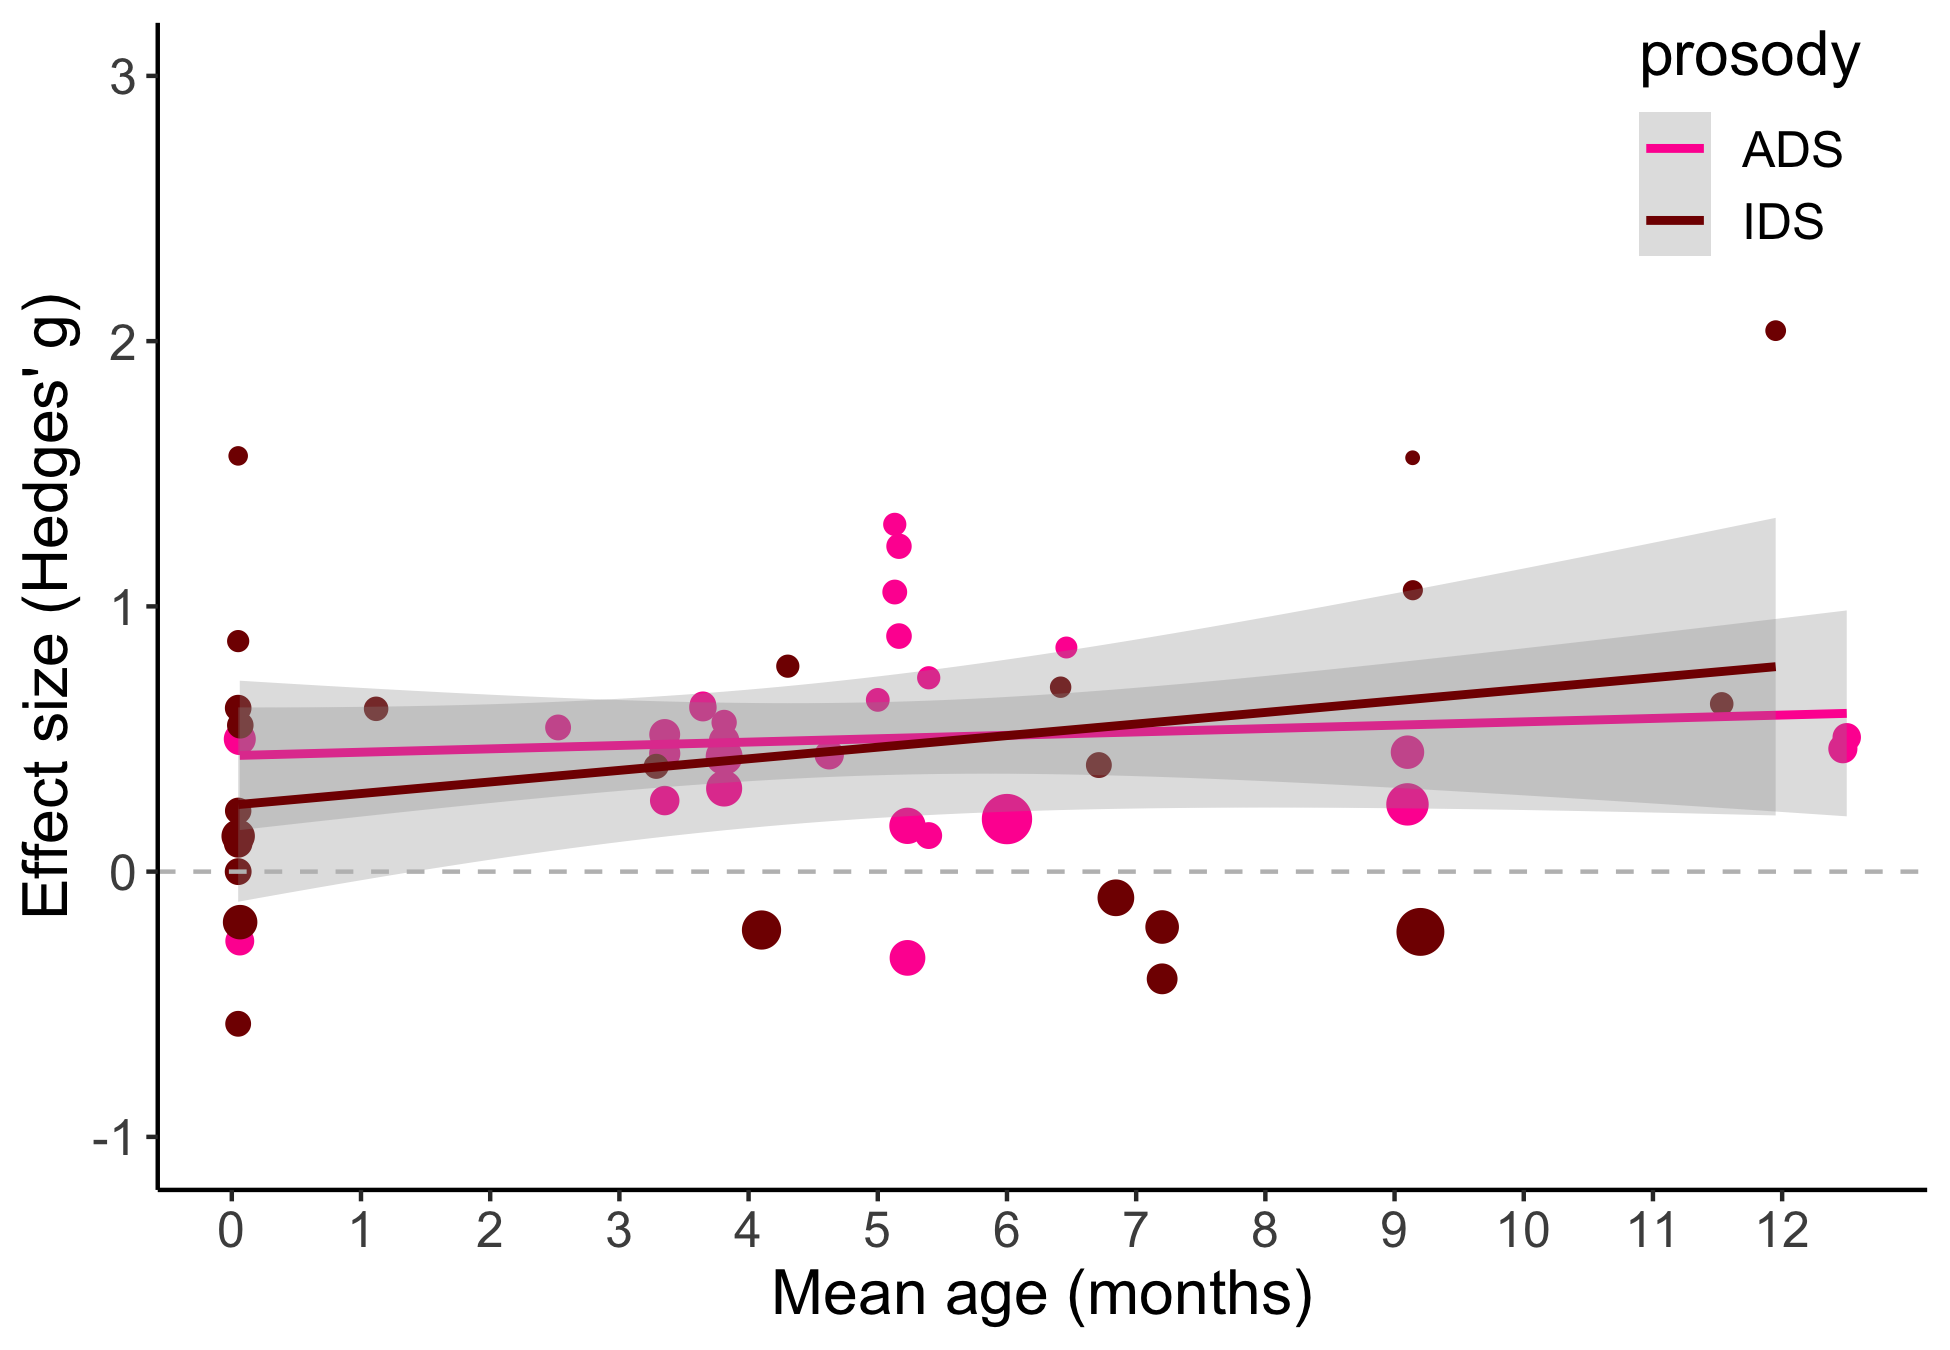 prosody
ADS
IDS
Effect size (Hedges' g)
3
2
1
0
-1
0 1 2 3 4 5 6 7 8 9 10 11 12
Mean age (months)